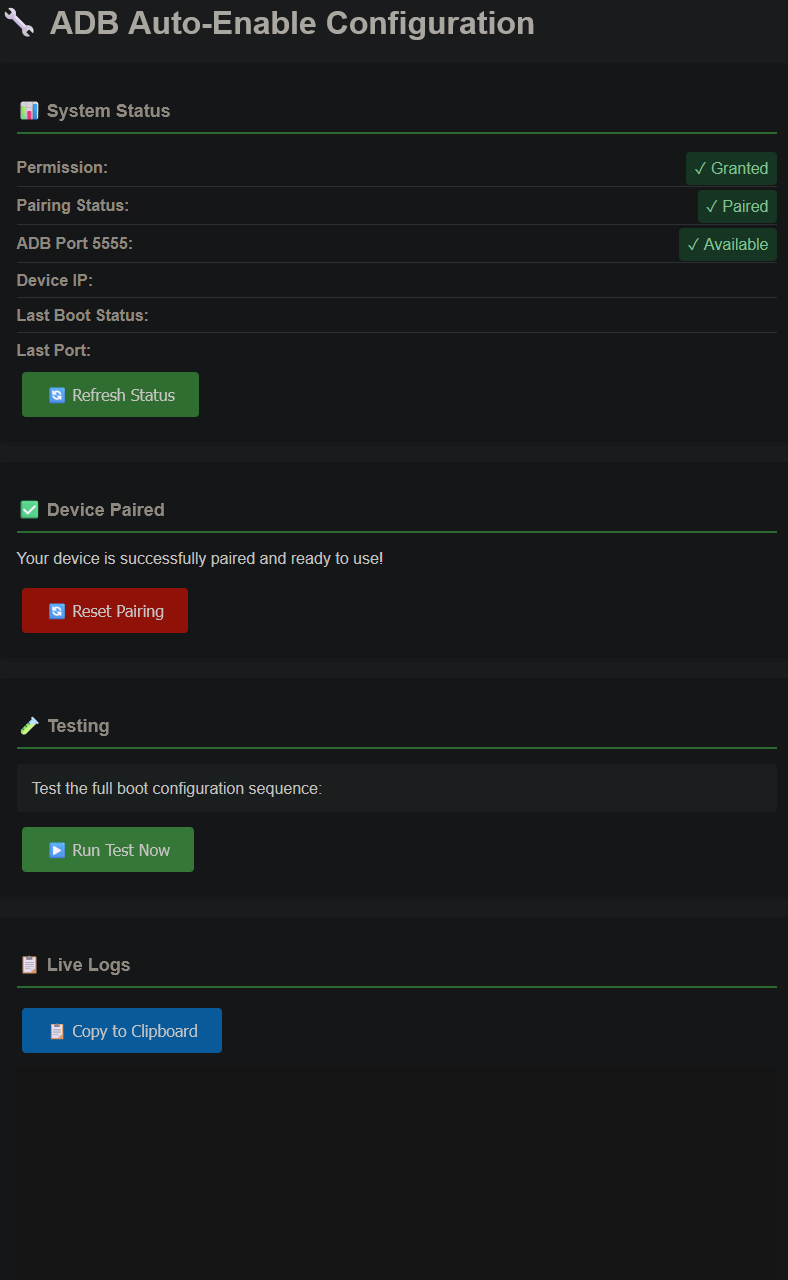 ADB Auto-Enable Configuration
System Status
Permission: ✓ Granted
Pairing Status: ✓ Paired
ADB Port 5555: ✓ Available
Device IP:
Last Boot Status:
Last Port:
Refresh Status
Device Paired
Your device is successfully paired and ready to use!
Reset Pairing
Testing
Test the full boot configuration sequence:
Run Test Now
Live Logs
Copy to Clipboard